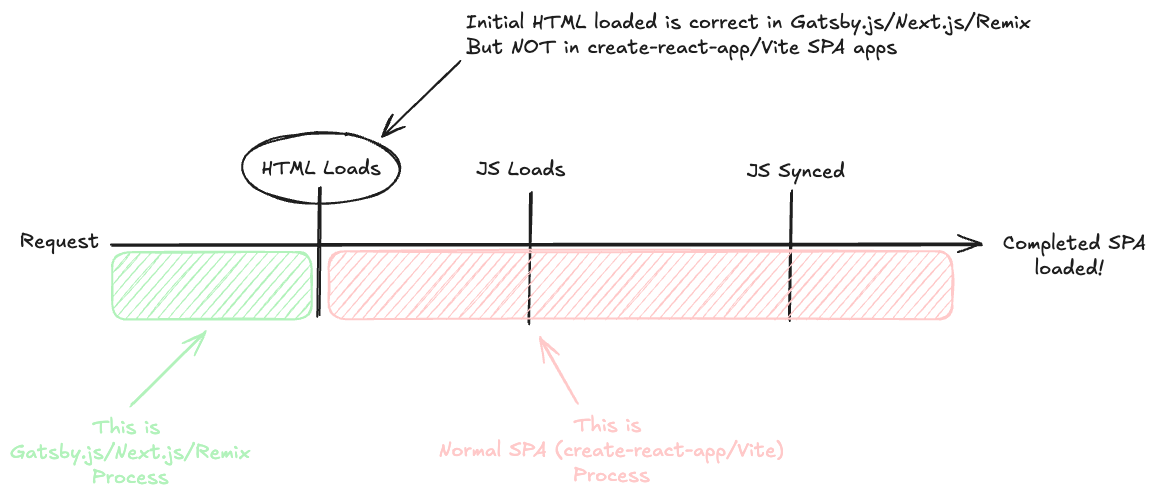 Initial HTML loaded is correct in Gatsby.js/Next.js/Remix
But NOT in create-react-app/Vite SPA apps
HTML Loads
JS Loads
JS Synced
Request
Completed SPA
loaded!
This is
Gatsby.js/Next.js/Remix
Process
This is
Normal SPA (create-react-app/Vite)
Process